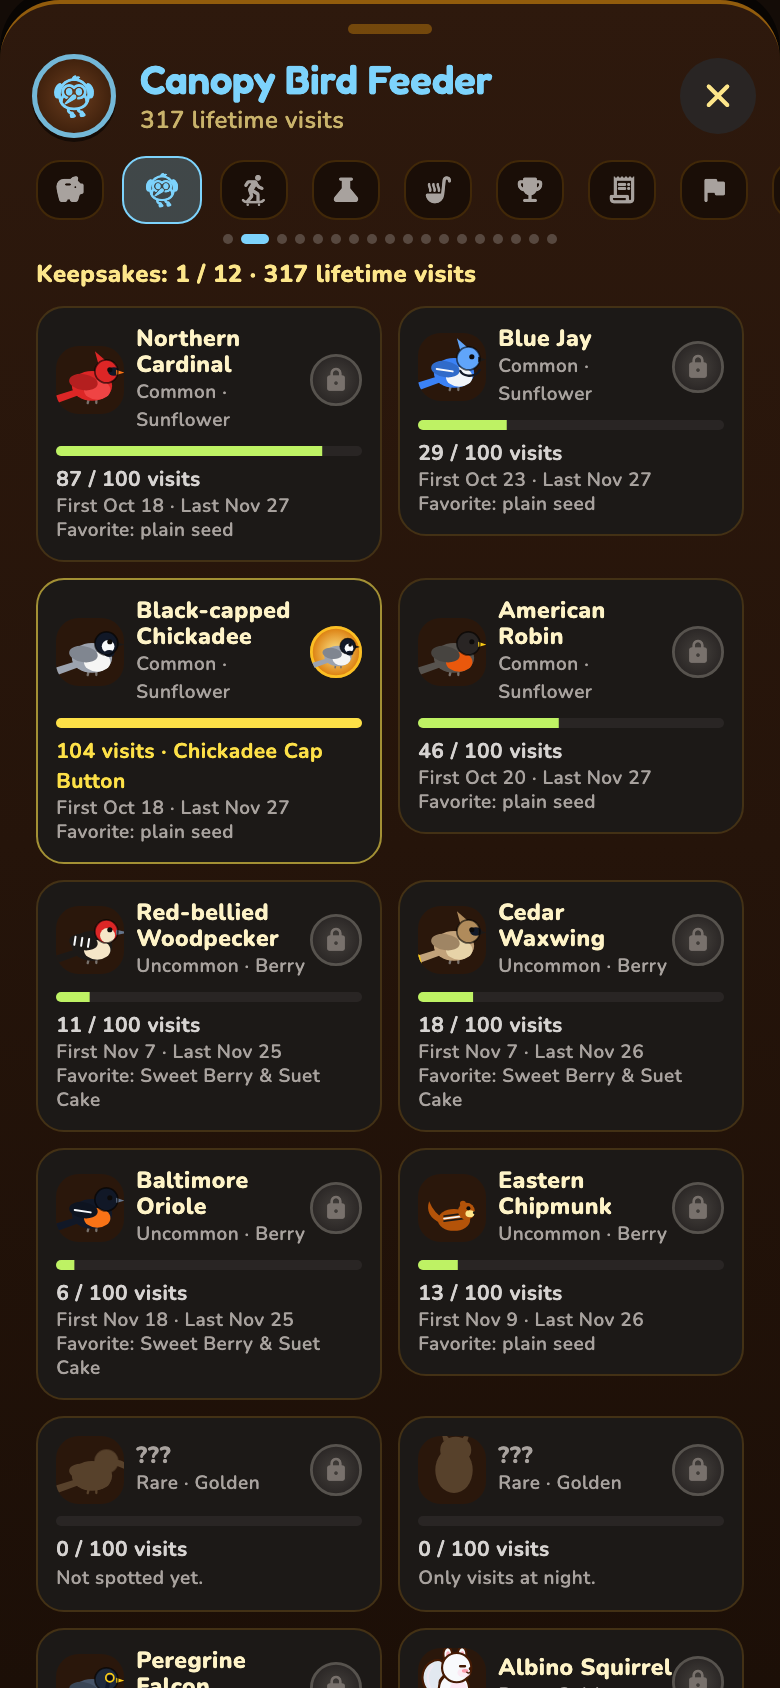 Canopy Bird Feeder
317 lifetime visits
Keepsakes: 1 / 12 · 317 lifetime visits
Northern
Cardinal
Common ·
Sunflower
87 / 100 visits
First Oct 18 · Last Nov 27
Favorite: plain seed
Blue Jay
Common ·
Sunflower
29 / 100 visits
First Oct 23 · Last Nov 27
Favorite: plain seed
Black-capped
Chickadee
Common ·
Sunflower
104 visits · Chickadee Cap
Button
First Oct 18 · Last Nov 27
Favorite: plain seed
American
Robin
Common ·
Sunflower
46 / 100 visits
First Oct 20 · Last Nov 27
Favorite: plain seed
Red-bellied
Woodpecker
Uncommon · Berry
11 / 100 visits
First Nov 7 · Last Nov 25
Favorite: Sweet Berry & Suet
Cake
Cedar
Waxwing
Uncommon · Berry
18 / 100 visits
First Nov 7 · Last Nov 26
Favorite: Sweet Berry & Suet
Cake
Baltimore
Oriole
Uncommon · Berry
6 / 100 visits
First Nov 18 · Last Nov 25
Favorite: Sweet Berry & Suet
Cake
Eastern
Chipmunk
Uncommon · Berry
13 / 100 visits
First Nov 9 · Last Nov 26
Favorite: plain seed
???
Rare · Golden
0 / 100 visits
Not spotted yet.
???
Rare · Golden
0 / 100 visits
Only visits at night.
Peregrine
Falcon
Albino Squirrel